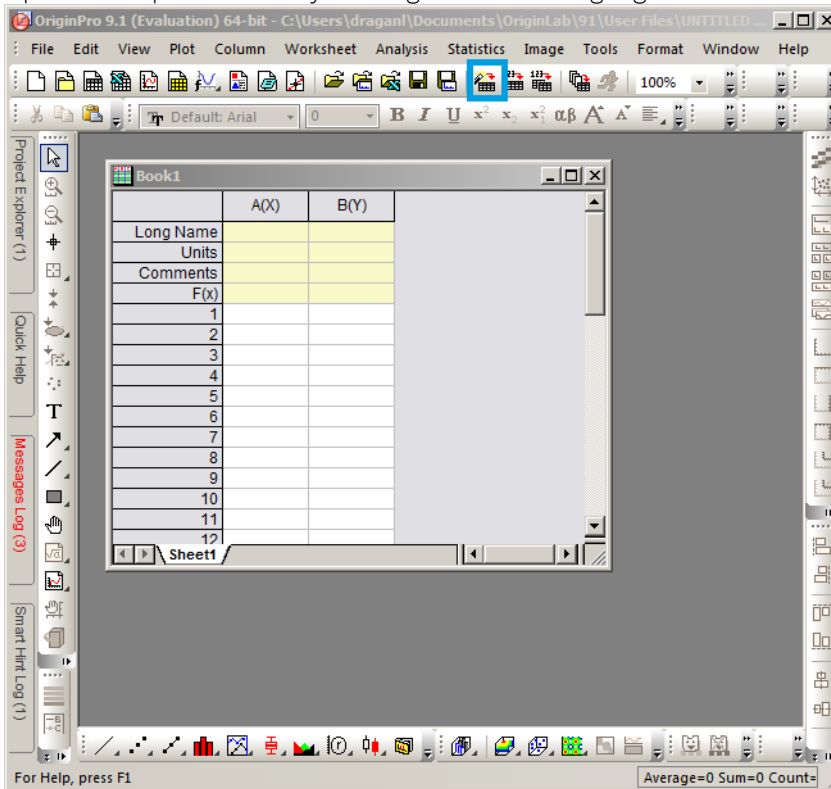 OriginPro 9.1 (Evaluation) 64-bit - C:\Users\draganl\Documents\OriginLab\91\User Files\UNTITLED ...
File Edit View Plot Column Worksheet Analysis Statistics Image Tools Format Window Help
100%
Default: Arial 0 B I U x² x₂ αβ A A
Project Explorer (1)
Quick Help
Messages Log (3)
Smart Hint Log (1)
T
Book1
A(X) B(Y)
Long Name
Units
Comments
F(x)
1
2
3
4
5
6
7
8
9
10
11
12
Sheet1
For Help, press F1
Average=0 Sum=0 Count=